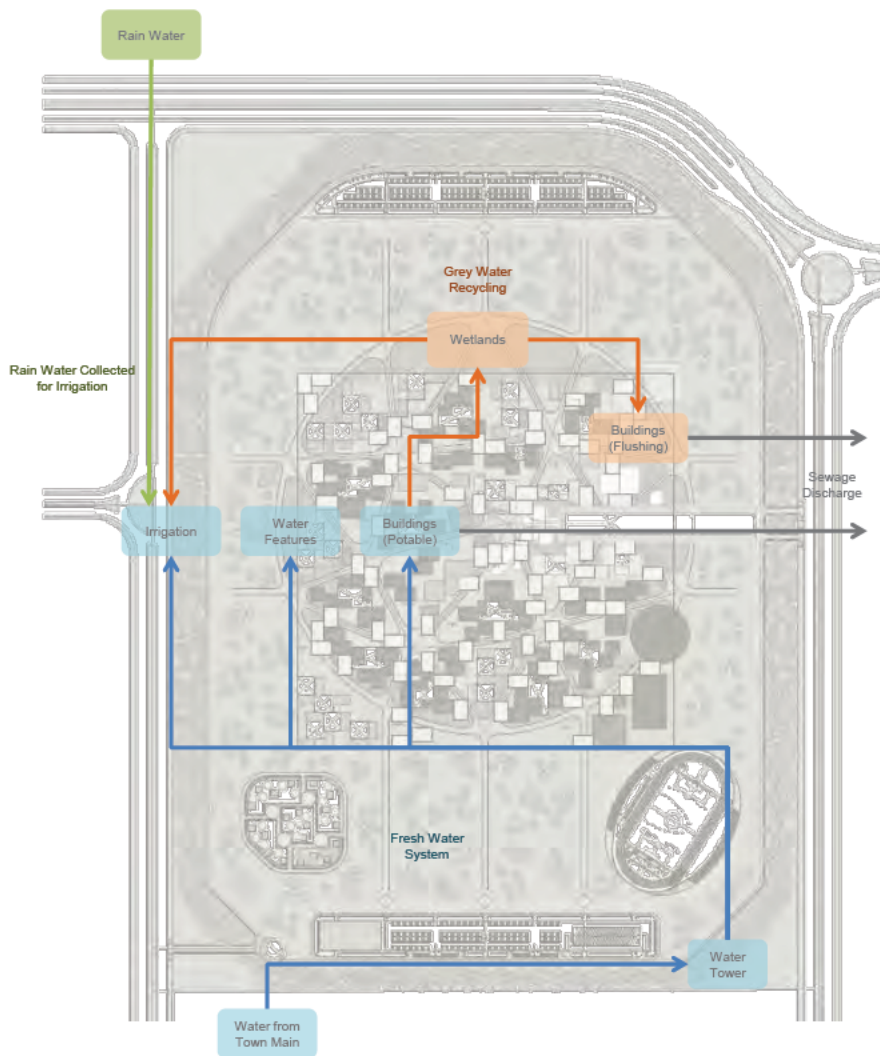 Rain Water
Grey Water
Recycling
Wetlands
Rain Water Collected
for Irrigation
Buildings
(Flushing)
Sewage
Discharge
Irrigation
Water
Features
Buildings
(Potable)
Fresh Water
System
Water
Tower
Water from
Town Main